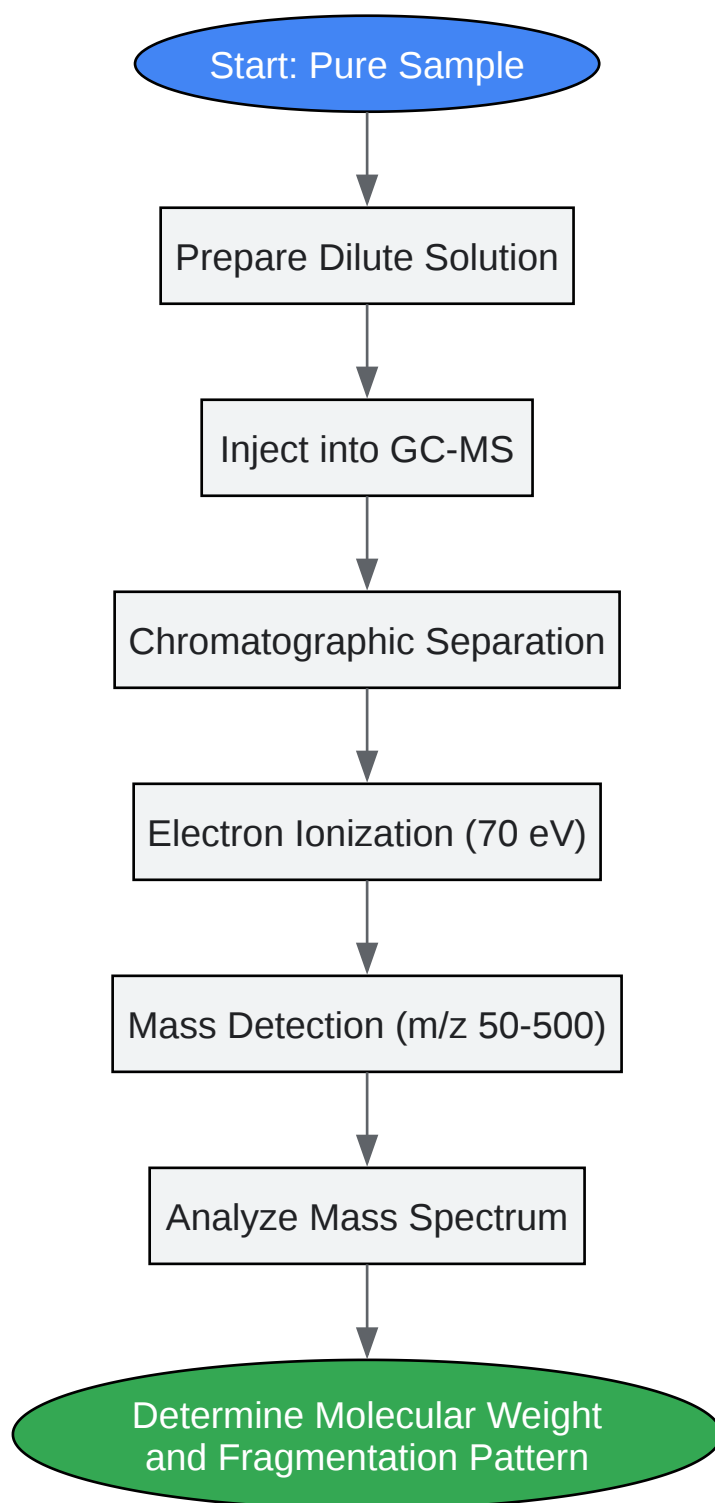 Start: Pure Sample
Prepare Dilute Solution
Inject into GC-MS
Chromatographic Separation
Electron Ionization (70 eV)
Mass Detection (m/z 50-500)
Analyze Mass Spectrum
Determine Molecular Weight
and Fragmentation Pattern